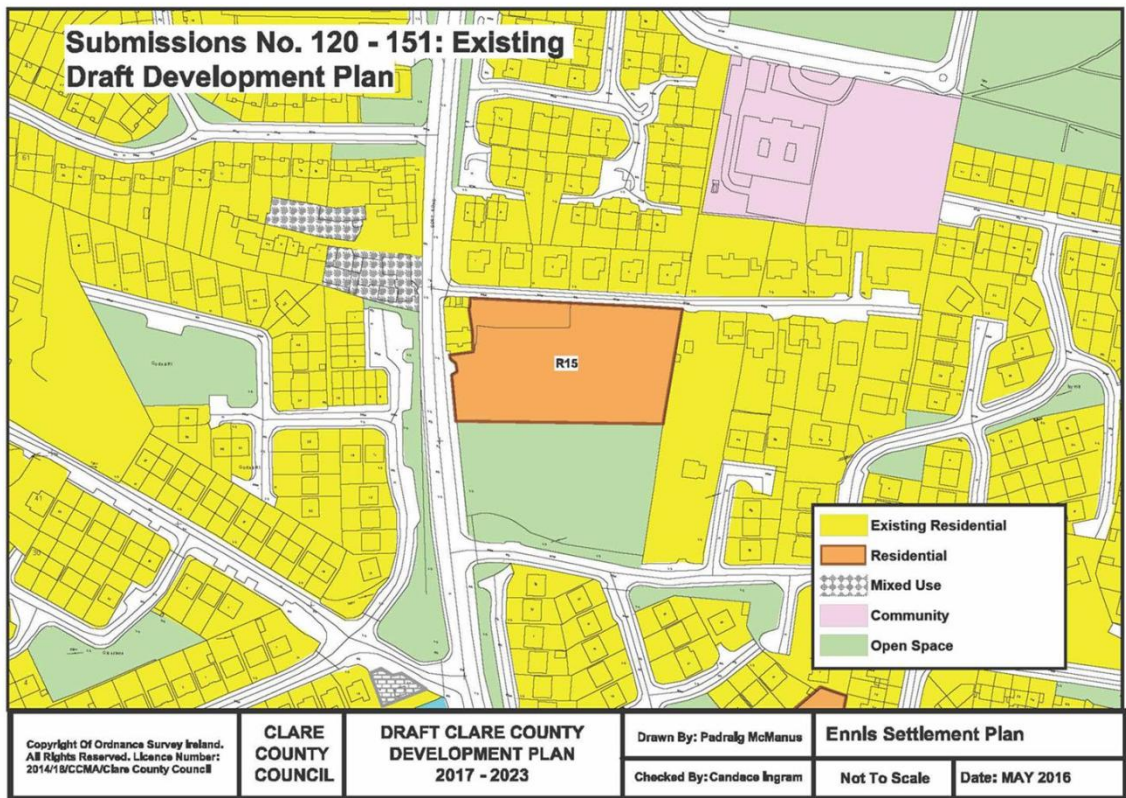 Submissions No. 120 - 151: Existing
Draft Development Plan
R15
Existing Residential
Residential
Mixed Use
Community
Open Space
Copyright Of Ordnance Survey Ireland.
All Rights Reserved. Licence Number:
2014/18/CCMA/Clare County Council
CLARE
COUNTY
COUNCIL
DRAFT CLARE COUNTY
DEVELOPMENT PLAN
2017 - 2023
Drawn By: Padraig McManus
Checked By: Candace Ingram
Ennis Settlement Plan
Not To Scale
Date: MAY 2016